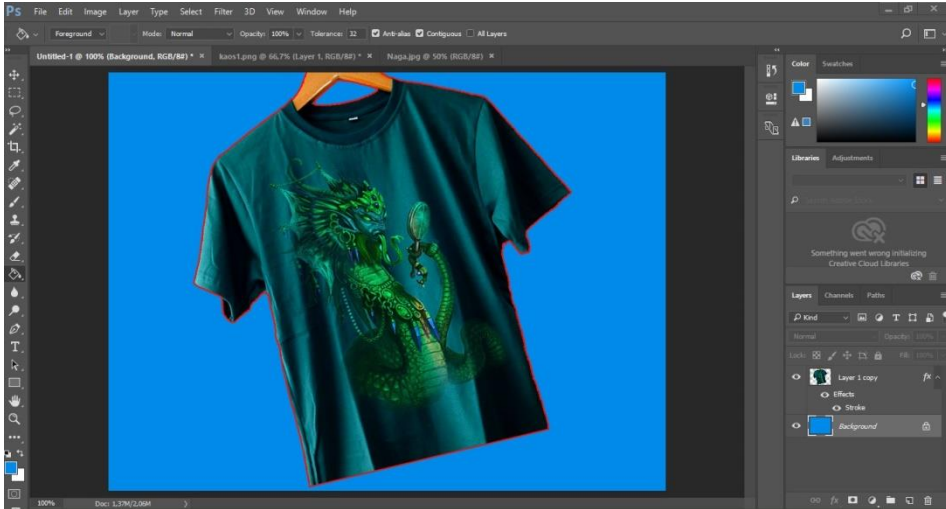 Ps File Edit Image Layer Type Select Filter 3D View Window Help
Foreground Mode: Normal Opacity: 100% Tolerance: 32 Anti-alias Contiguous All Layers
Untitled-1 @ 100% (Background, RGB/8#) * × kaos1.png @ 66,7% (Layer 1, RGB/8#) * × Naga.jpg @ 50% (RGB/8#) ×
Color Swatches
Libraries Adjustments
Something went wrong initializing
Creative Cloud Libraries
Layers Channels Paths
Kind
Normal Opacity: 100%
Lock: Fill: 100%
Layer 1 copy fx
Effects
Stroke
Background
fx
100% Doc: 1,37M/2,06M